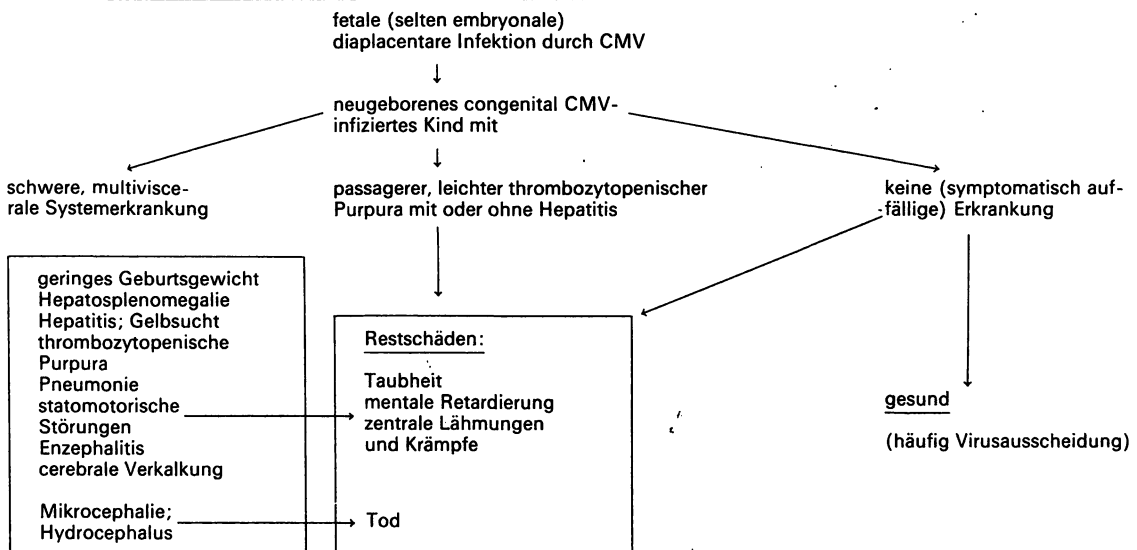 fetale (selten embryonale)
diaplacentare Infektion durch CMV
neugeborenes congenital CMV-
infiziertes Kind mit
schwere, multivisce-
rale Systemerkrankung
passagerer, leichter thrombozytopenischer
Purpura mit oder ohne Hepatitis
keine (symptomatisch auf-
fällige) Erkrankung
geringes Geburtsgewicht
Hepatosplenomegalie
Hepatitis; Gelbsucht
thrombozytopenische
Purpura
Pneumonie
statomotorische
Störungen
Enzephalitis
cerebrale Verkalkung
Mikrocephalie;
Hydrocephalus
Restschäden:
Taubheit
mentale Retardierung
zentrale Lähmungen
und Krämpfe
Tod
gesund
(häufig Virusausscheidung)